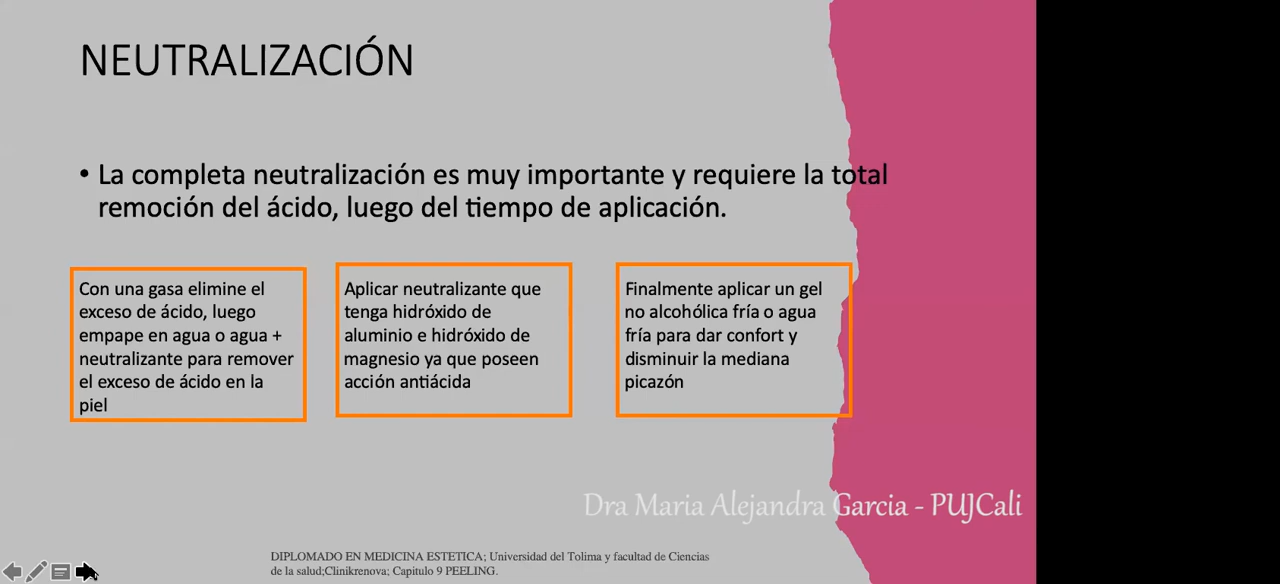 NEUTRALIZACIÓN
• La completa neutralización es muy importante y requiere la total
remoción del ácido, luego del tiempo de aplicación.
Con una gasa elimine el
exceso de ácido, luego
empape en agua o agua +
neutralizante para remover
el exceso de ácido en la
piel
Aplicar neutralizante que
tenga hidróxido de
aluminio e hidróxido de
magnesio ya que poseen
acción antiácida
Finalmente aplicar un gel
no alcohólica fría o agua
fría para dar confort y
disminuir la mediana
picazón
Dra Maria Alejandra Garcia - PUJCali
DIPLOMADO EN MEDICINA ESTETICA; Universidad del Tolima y facultad de Ciencias
de la salud;Clinikrenova; Capitulo 9 PEELING.